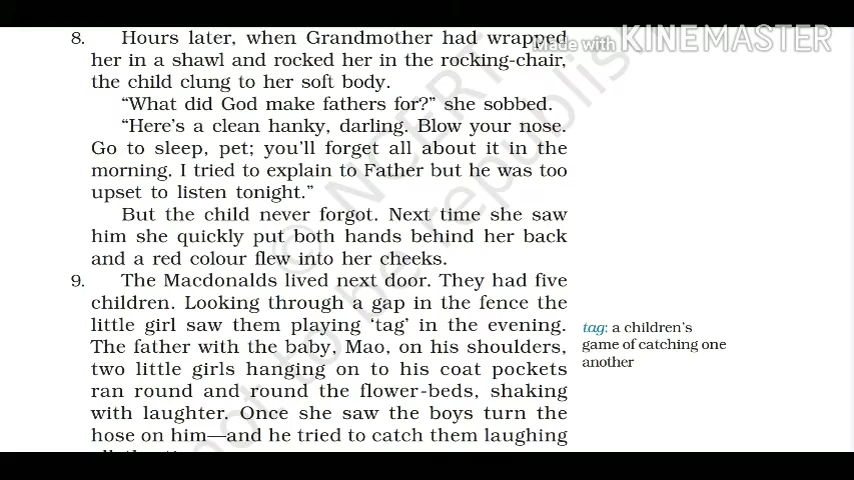 8. Hours later, when Grandmother had wrapped
her in a shawl and rocked her in the rocking-chair,
the child clung to her soft body.
“What did God make fathers for?” she sobbed.
“Here’s a clean hanky, darling. Blow your nose.
Go to sleep, pet; you’ll forget all about it in the
morning. I tried to explain to Father but he was too
upset to listen tonight.”
But the child never forgot. Next time she saw
him she quickly put both hands behind her back
and a red colour flew into her cheeks.
9. The Macdonalds lived next door. They had five
children. Looking through a gap in the fence the
little girl saw them playing ‘tag’ in the evening.
The father with the baby, Mao, on his shoulders,
two little girls hanging on to his coat pockets
ran round and round the flower-beds, shaking
with laughter. Once she saw the boys turn the
hose on him—and he tried to catch them laughing
tag: a children’s
game of catching one
another
Made with KINEMASTER
© NCERT
not to be republis